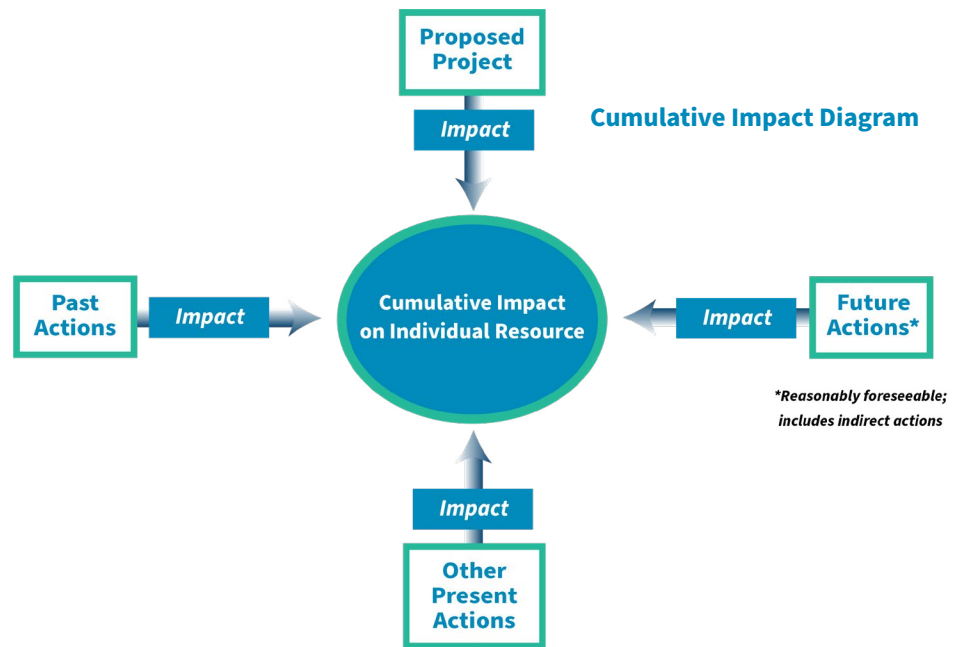 Proposed
Project
Impact
Cumulative Impact Diagram
Past
Actions
Impact
Cumulative Impact
on Individual Resource
Impact
Future
Actions*
*Reasonably foreseeable;
includes indirect actions
Impact
Other
Present
Actions